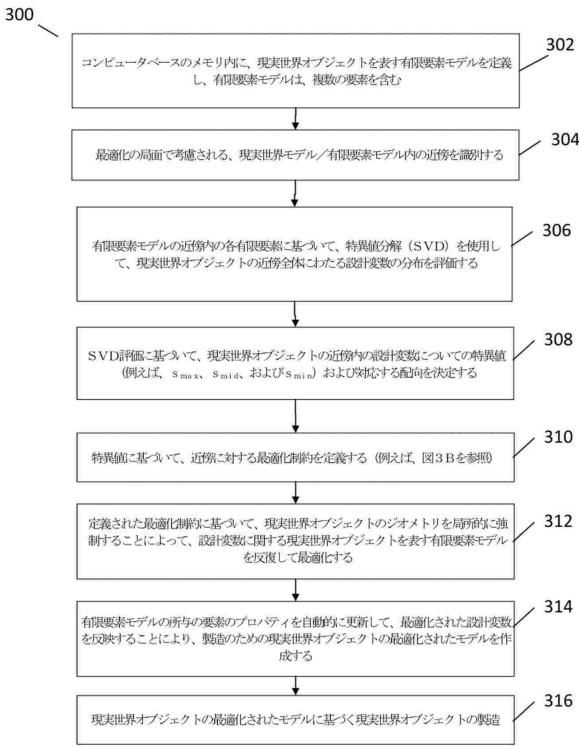 300
コンピュータベースのメモリ内に、現実世界オブジェクトを表す有限要素モデルを定義
し、有限要素モデルは、複数の要素を含む
302
最適化の局面で考慮される、現実世界モデル／有限要素モデル内の近傍を識別する
304
有限要素モデルの近傍内の各有限要素に基づいて、特異値分解（ＳＶＤ）を使用し
て、現実世界オブジェクトの近傍全体にわたる設計変数の分布を評価する
306
ＳＶＤ評価に基づいて、現実世界オブジェクトの近傍内の設計変数についての特異値
（例えば、ｓmax、ｓmid、およびｓmin）および対応する配向を決定する
308
特異値に基づいて、近傍に対する最適化制約を定義する（例えば、図３Ｂを参照）
310
定義された最適化制約に基づいて、現実世界オブジェクトのジオメトリを局所的に強
制することによって、設計変数に関する現実世界オブジェクトを表す有限要素モデル
を反復して最適化する
312
有限要素モデルの所与の要素のプロパティを自動的に更新して、最適化された設計変数
を反映することにより、製造のための現実世界オブジェクトの最適化されたモデルを作
成する
314
現実世界オブジェクトの最適化されたモデルに基づく現実世界オブジェクトの製造
316